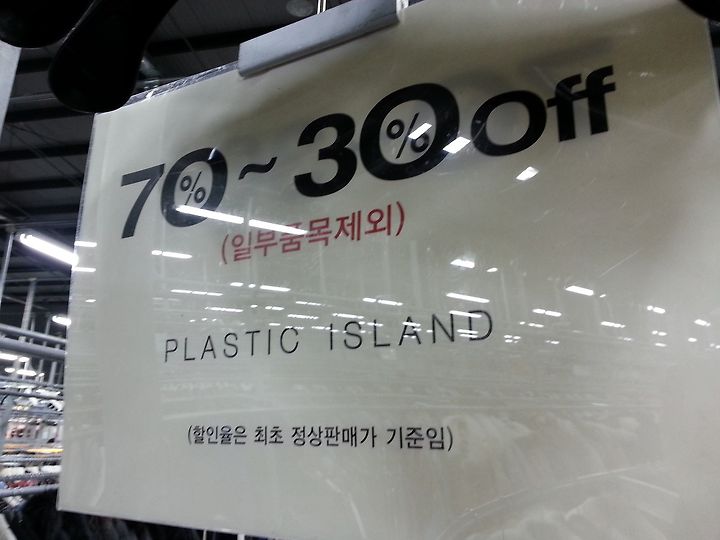 70% ~ 30% off
(일부품목제외)
PLASTIC ISLAND
(할인율은 최초 정상판매가 기준임)